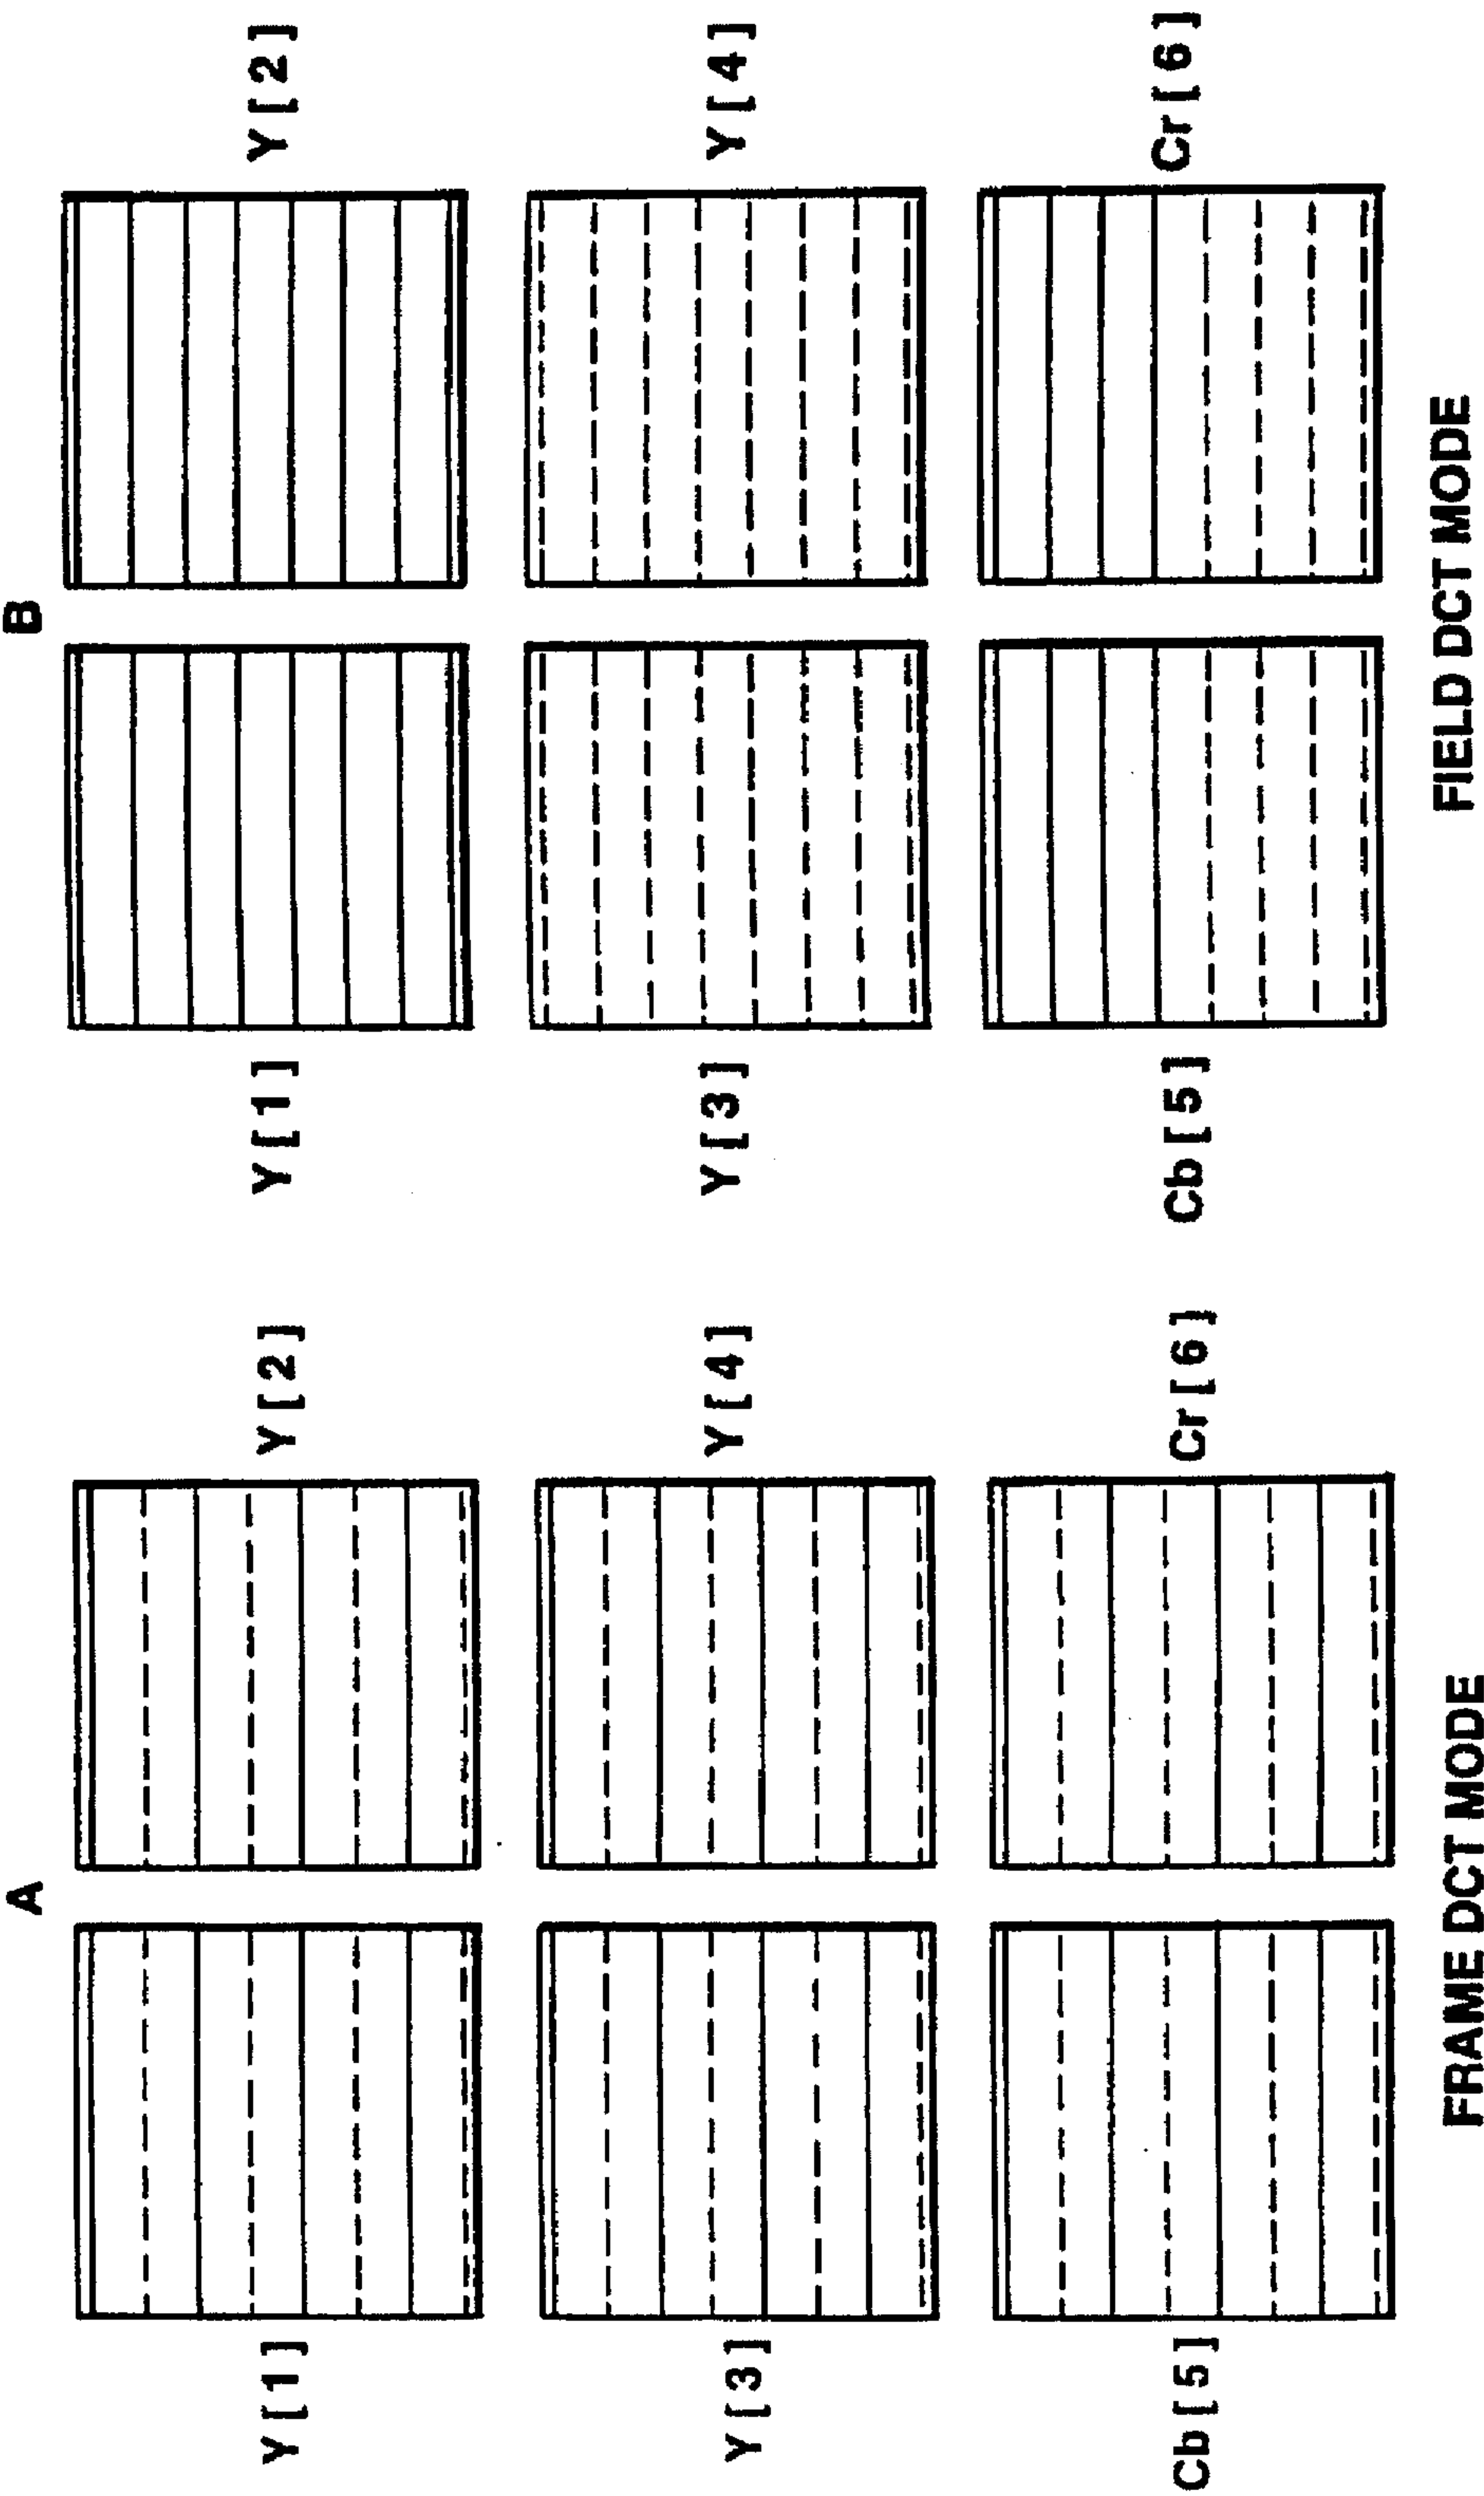 A
Y[1]
Y[2]
Y[3]
Y[4]
Cb[5]
Cr[6]
FRAME DCT MODE
B
Y[1]
Y[2]
Y[3]
Y[4]
Cb[5]
Cr[6]
FIELD DCT MODE